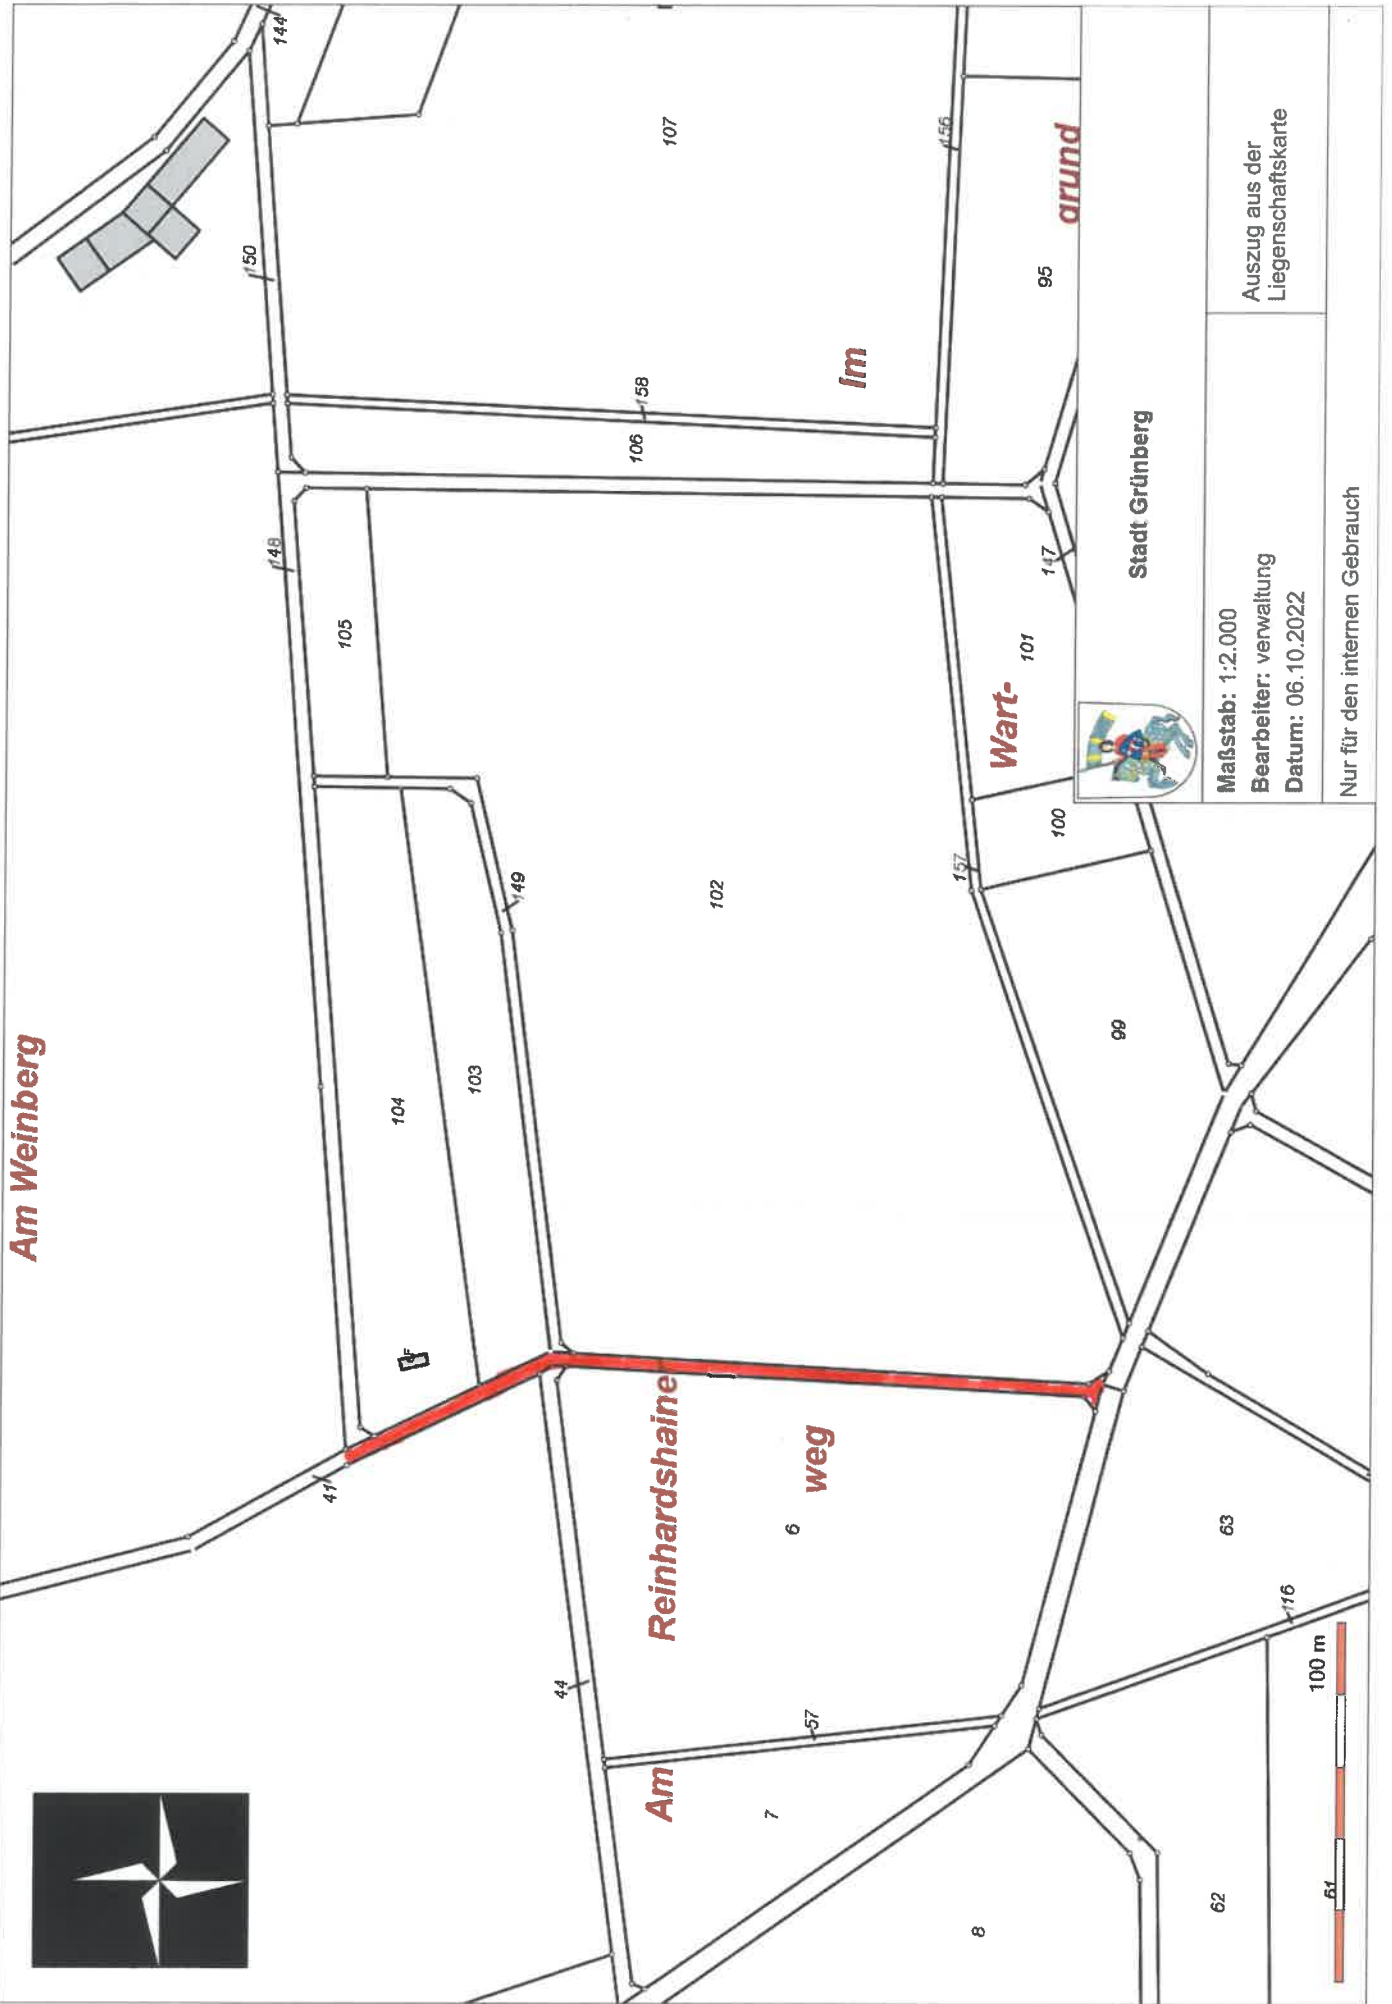 Am Weinberg
144
150
107
156
158
106
Im
grund
95
148
105
147
101
Wart-
100
157
149
102
104
103
99
F
41
Am Reinhardshaine
weg
6
44
57
7
8
63
116
62
61
100 m
Stadt Grünberg
Maßstab: 1:2.000
Bearbeiter: verwaltung
Datum: 06.10.2022
Auszug aus der
Liegenschaftskarte
Nur für den internen Gebrauch